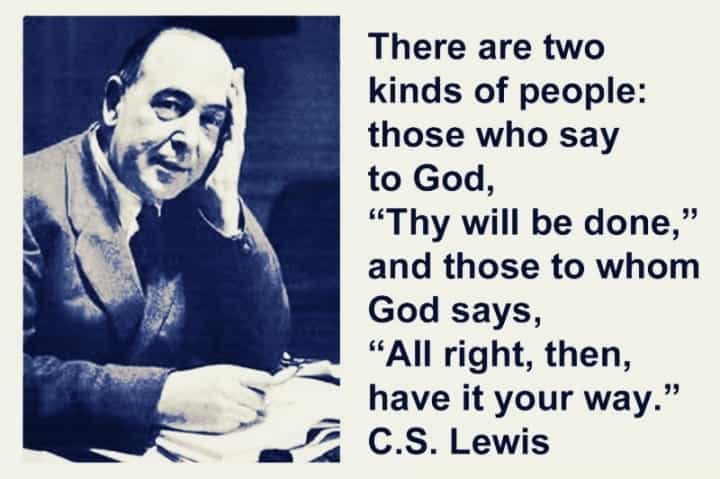 There are two
kinds of people:
those who say
to God,
“Thy will be done,”
and those to whom
God says,
“All right, then,
have it your way.”
C.S. Lewis